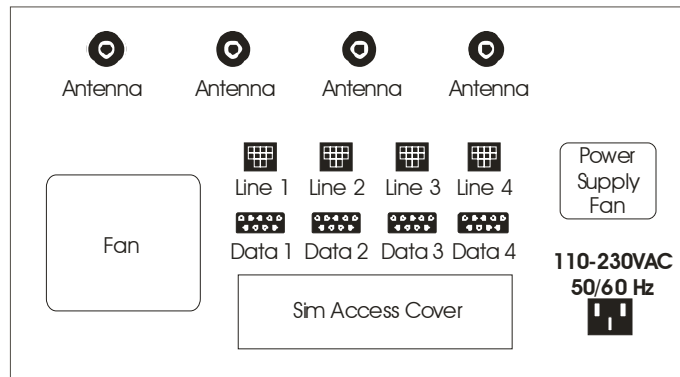 Antenna Antenna Antenna Antenna
Line 1 Line 2 Line 3 Line 4
Power
Supply
Fan
Fan
Data 1 Data 2 Data 3 Data 4
110-230VAC
50/60 Hz
Sim Access Cover